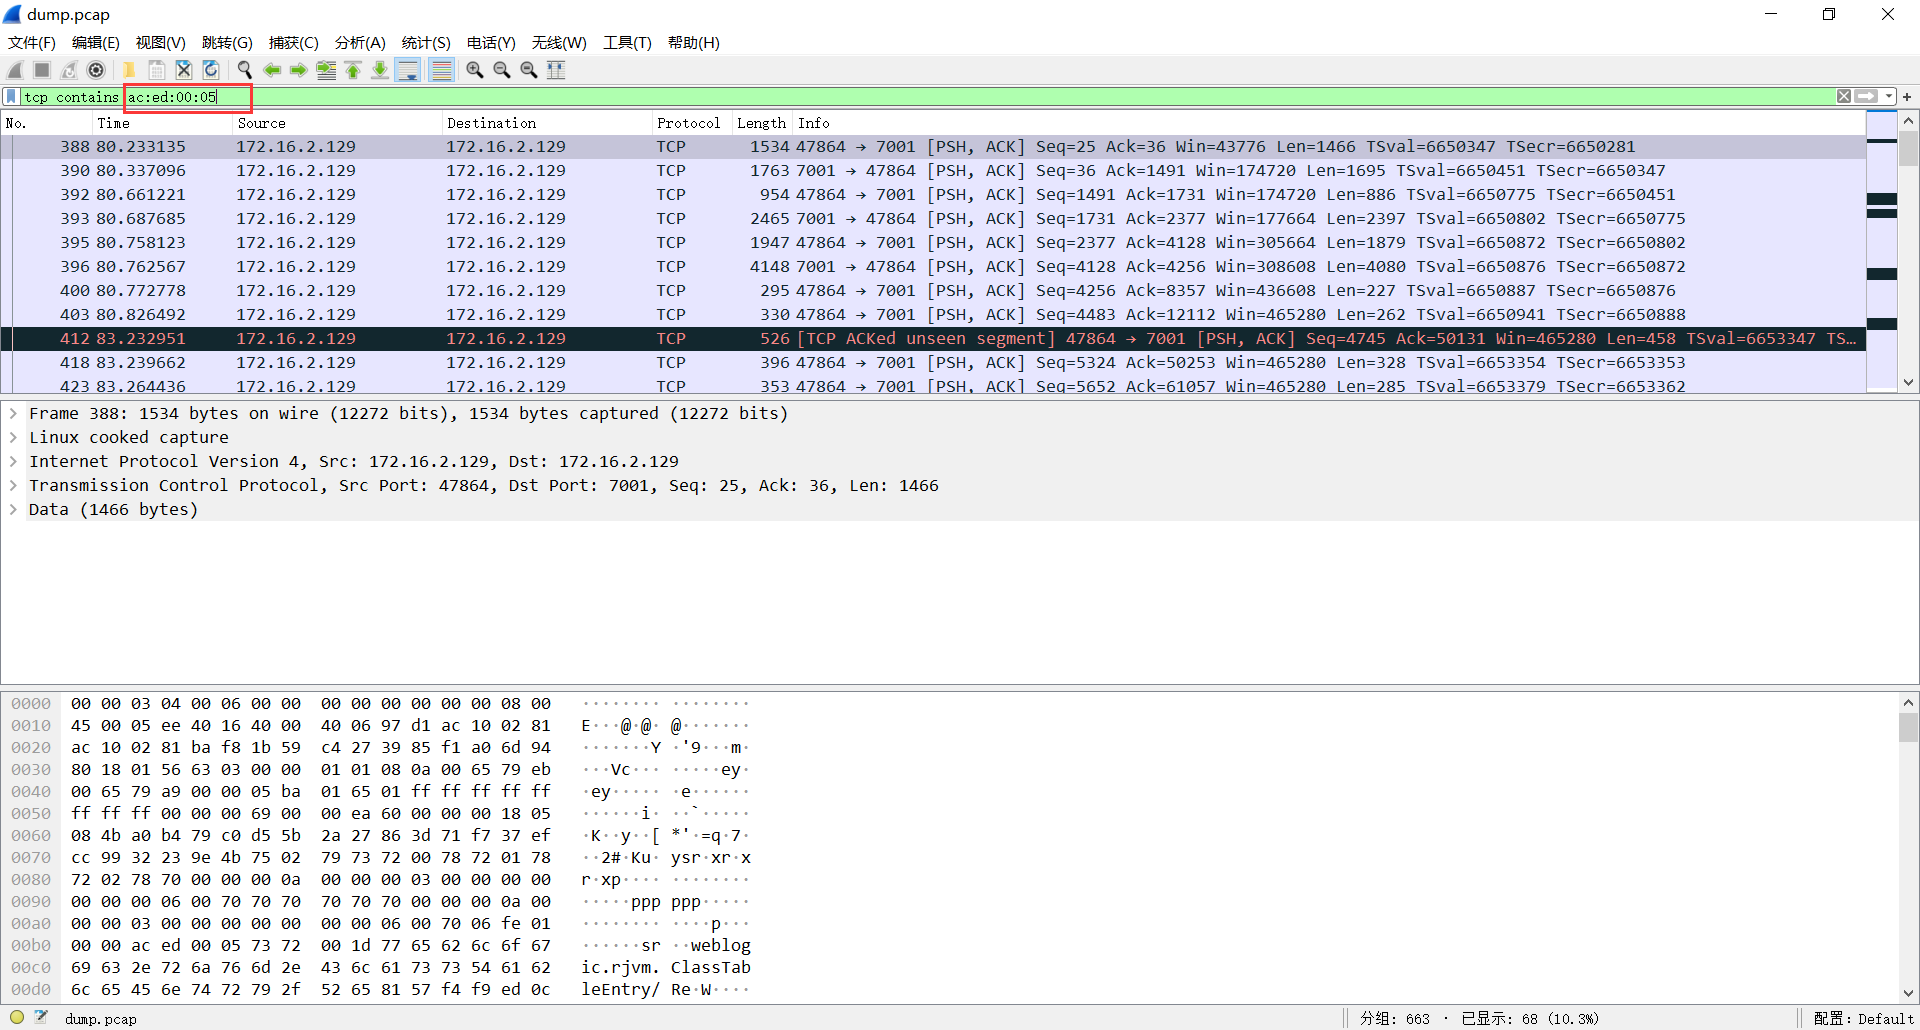 dump.pcap
文件(F) 编辑(E) 视图(V) 跳转(G) 捕获(C) 分析(A) 统计(S) 电话(Y) 无线(W) 工具(T) 帮助(H)
tcp contains ac:ed:00:05
No. Time Source Destination Protocol Length Info
388 80.233135 172.16.2.129 172.16.2.129 TCP 1534 47864 → 7001 [PSH, ACK] Seq=25 Ack=36 Win=43776 Len=1466 TSval=6650347 TSecr=6650281
390 80.337096 172.16.2.129 172.16.2.129 TCP 1763 7001 → 47864 [PSH, ACK] Seq=36 Ack=1491 Win=174720 Len=1695 TSval=6650451 TSecr=6650347
392 80.661221 172.16.2.129 172.16.2.129 TCP 954 47864 → 7001 [PSH, ACK] Seq=1491 Ack=1731 Win=174720 Len=886 TSval=6650775 TSecr=6650451
393 80.687685 172.16.2.129 172.16.2.129 TCP 2465 7001 → 47864 [PSH, ACK] Seq=1731 Ack=2377 Win=177664 Len=2397 TSval=6650802 TSecr=6650775
395 80.758123 172.16.2.129 172.16.2.129 TCP 1947 47864 → 7001 [PSH, ACK] Seq=2377 Ack=4128 Win=305664 Len=1879 TSval=6650872 TSecr=6650802
396 80.762567 172.16.2.129 172.16.2.129 TCP 4148 7001 → 47864 [PSH, ACK] Seq=4128 Ack=4256 Win=308608 Len=4080 TSval=6650876 TSecr=6650872
400 80.772778 172.16.2.129 172.16.2.129 TCP 295 47864 → 7001 [PSH, ACK] Seq=4256 Ack=8357 Win=436608 Len=227 TSval=6650887 TSecr=6650876
403 80.826492 172.16.2.129 172.16.2.129 TCP 330 47864 → 7001 [PSH, ACK] Seq=4483 Ack=12112 Win=465280 Len=262 TSval=6650941 TSecr=6650888
412 83.232951 172.16.2.129 172.16.2.129 TCP 526 [TCP ACKed unseen segment] 47864 → 7001 [PSH, ACK] Seq=4745 Ack=50131 Win=465280 Len=458 TSval=6653347 TS…
418 83.239662 172.16.2.129 172.16.2.129 TCP 396 47864 → 7001 [PSH, ACK] Seq=5324 Ack=50253 Win=465280 Len=328 TSval=6653354 TSecr=6653353
423 83.264436 172.16.2.129 172.16.2.129 TCP 353 47864 → 7001 [PSH, ACK] Seq=5652 Ack=61057 Win=465280 Len=285 TSval=6653379 TSecr=6653362
Frame 388: 1534 bytes on wire (12272 bits), 1534 bytes captured (12272 bits)
Linux cooked capture
Internet Protocol Version 4, Src: 172.16.2.129, Dst: 172.16.2.129
Transmission Control Protocol, Src Port: 47864, Dst Port: 7001, Seq: 25, Ack: 36, Len: 1466
Data (1466 bytes)
0000 00 00 03 04 00 06 00 00 00 00 00 00 00 00 08 00 ········ ········
0010 45 00 05 ee 40 16 40 00 40 06 97 d1 ac 10 02 81 E···@·@· @·······
0020 ac 10 02 81 ba f8 1b 59 c4 27 39 85 f1 a0 6d 94 ·······Y ·'9···m·
0030 80 18 01 56 63 03 00 00 01 01 08 0a 00 65 79 eb ···Vc··· ·····ey·
0040 00 65 79 a9 00 00 05 ba 01 65 01 ff ff ff ff ff ·ey····· ·e······
0050 ff ff ff 00 00 00 69 00 00 ea 60 00 00 00 18 05 ······i· ··`·····
0060 08 4b a0 b4 79 c0 d5 5b 2a 27 86 3d 71 f7 37 ef ·K··y··[ *'·=q·7·
0070 cc 99 32 23 9e 4b 75 02 79 73 72 00 78 72 01 78 ··2#·Ku· ysr·xr·x
0080 72 02 78 70 00 00 00 0a 00 00 00 03 00 00 00 00 r·xp···· ········
0090 00 00 00 06 00 70 70 70 70 70 70 00 00 00 0a 00 ·····ppp ppp·····
00a0 00 00 03 00 00 00 00 00 00 00 06 00 70 06 fe 01 ········ ····p···
00b0 00 00 ac ed 00 05 73 72 00 1d 77 65 62 6c 6f 67 ······sr ··weblog
00c0 69 63 2e 72 6a 76 6d 2e 43 6c 61 73 73 54 61 62 ic.rjvm. ClassTab
00d0 6c 65 45 6e 74 72 79 2f 52 65 81 57 f4 f9 ed 0c leEntry/ Re·W····
dump.pcap 分组: 663 · 已显示: 68 (10.3%) 配置: Default